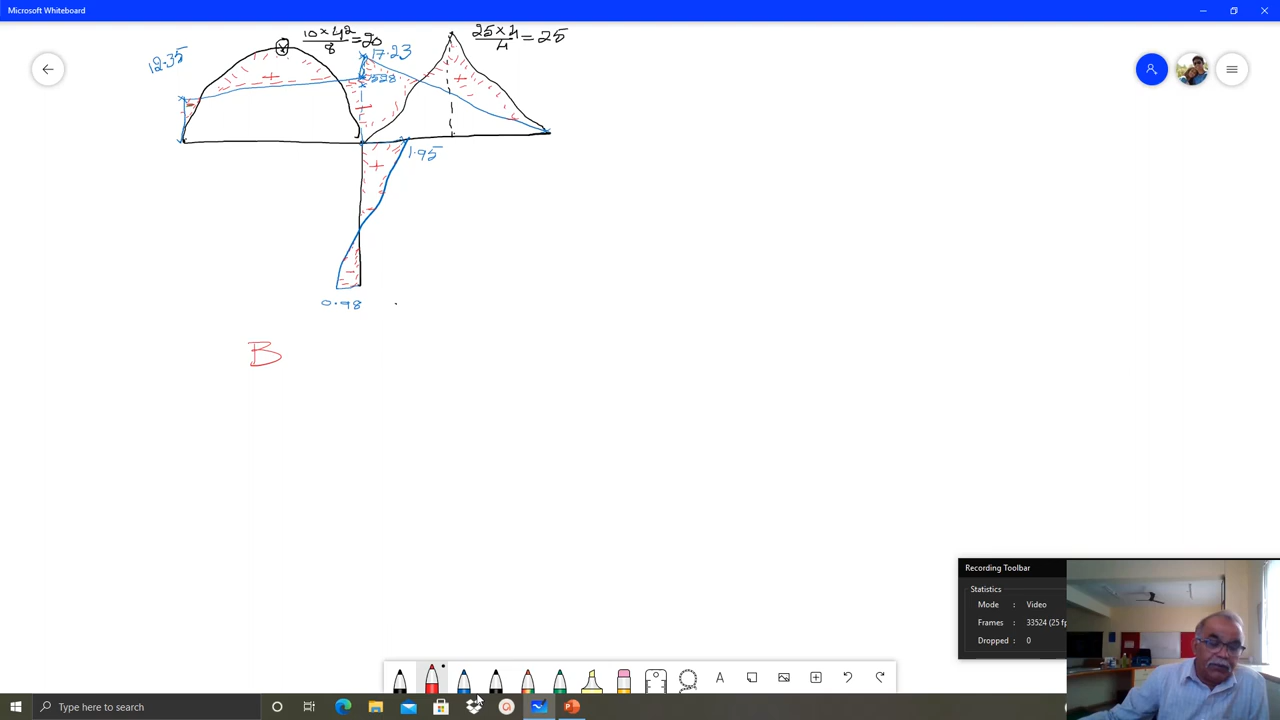 Microsoft Whiteboard
10 × 4²
8
= 20
25 × 4
4
= 25
12.35
17.23
+
+
+
1.95
+
-
0.98
B
A
Recording Toolbar
Statistics
Mode : Video
Frames : 33524 (25 fp
Dropped : 0
Type here to search